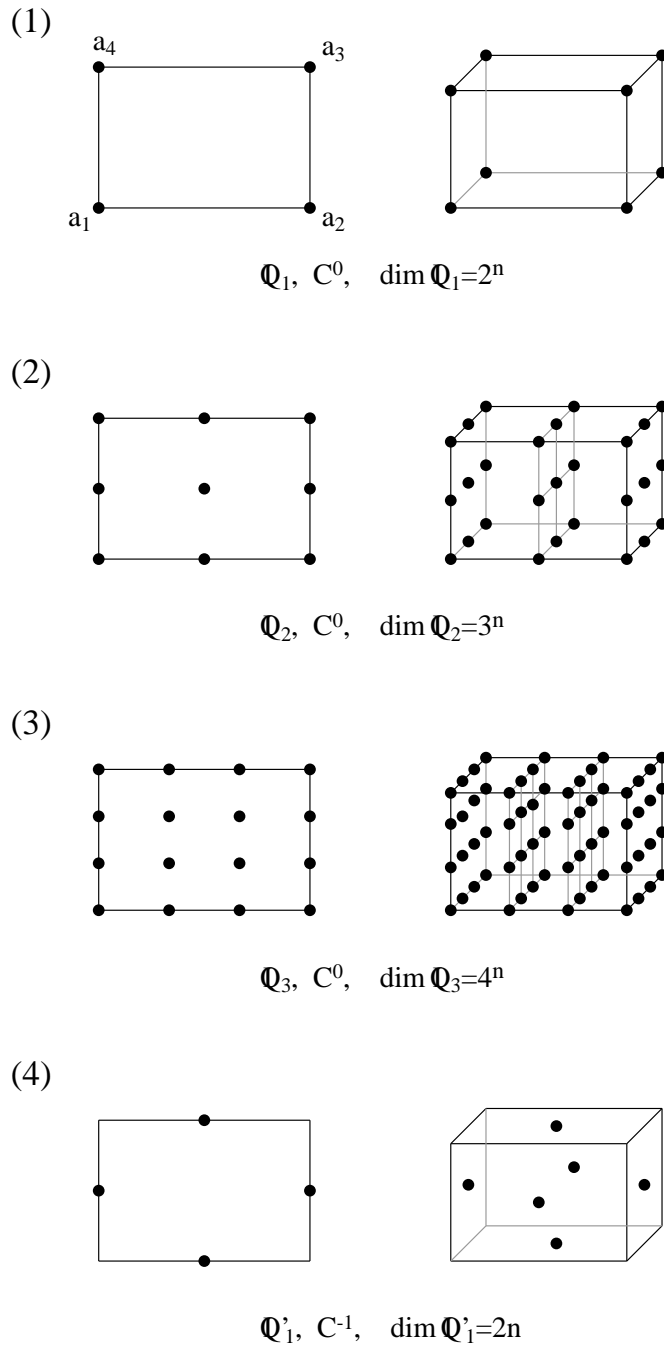 (1)
a₄ a₃
a₁ a₂
ℚ₁, C⁰, dim ℚ₁=2ⁿ
(2)
ℚ₂, C⁰, dim ℚ₂=3ⁿ
(3)
ℚ₃, C⁰, dim ℚ₃=4ⁿ
(4)
ℚ’₁, C⁻¹, dim ℚ’₁=2n